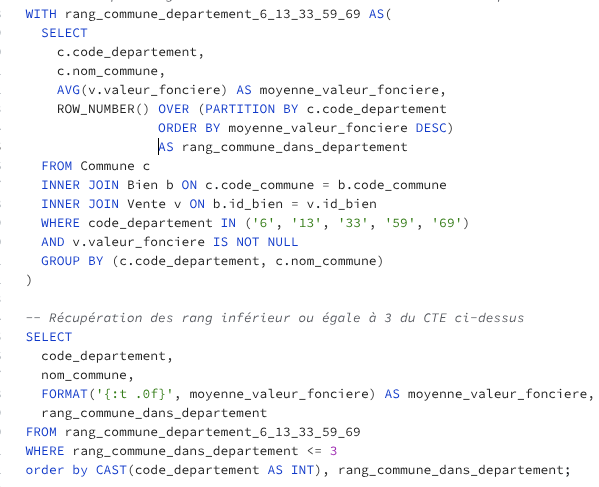 WITH rang_commune_departement_6_13_33_59_69 AS(
  SELECT
    c.code_departement,
    c.nom_commune,
    AVG(v.valeur_fonciere) AS moyenne_valeur_fonciere,
    ROW_NUMBER() OVER (PARTITION BY c.code_departement
                 ORDER BY moyenne_valeur_fonciere DESC)
                 AS rang_commune_dans_departement
  FROM Commune c
  INNER JOIN Bien b ON c.code_commune = b.code_commune
  INNER JOIN Vente v ON b.id_bien = v.id_bien
  WHERE code_departement IN ('6', '13', '33', '59', '69')
  AND v.valeur_fonciere IS NOT NULL
  GROUP BY (c.code_departement, c.nom_commune)
)
-- Récupération des rang inférieur ou égale à 3 du CTE ci-dessus
SELECT
  code_departement,
  nom_commune,
  FORMAT('{:t .0f}', moyenne_valeur_fonciere) AS moyenne_valeur_fonciere,
  rang_commune_dans_departement
FROM rang_commune_departement_6_13_33_59_69
WHERE rang_commune_dans_departement <= 3
order by CAST(code_departement AS INT), rang_commune_dans_departement;